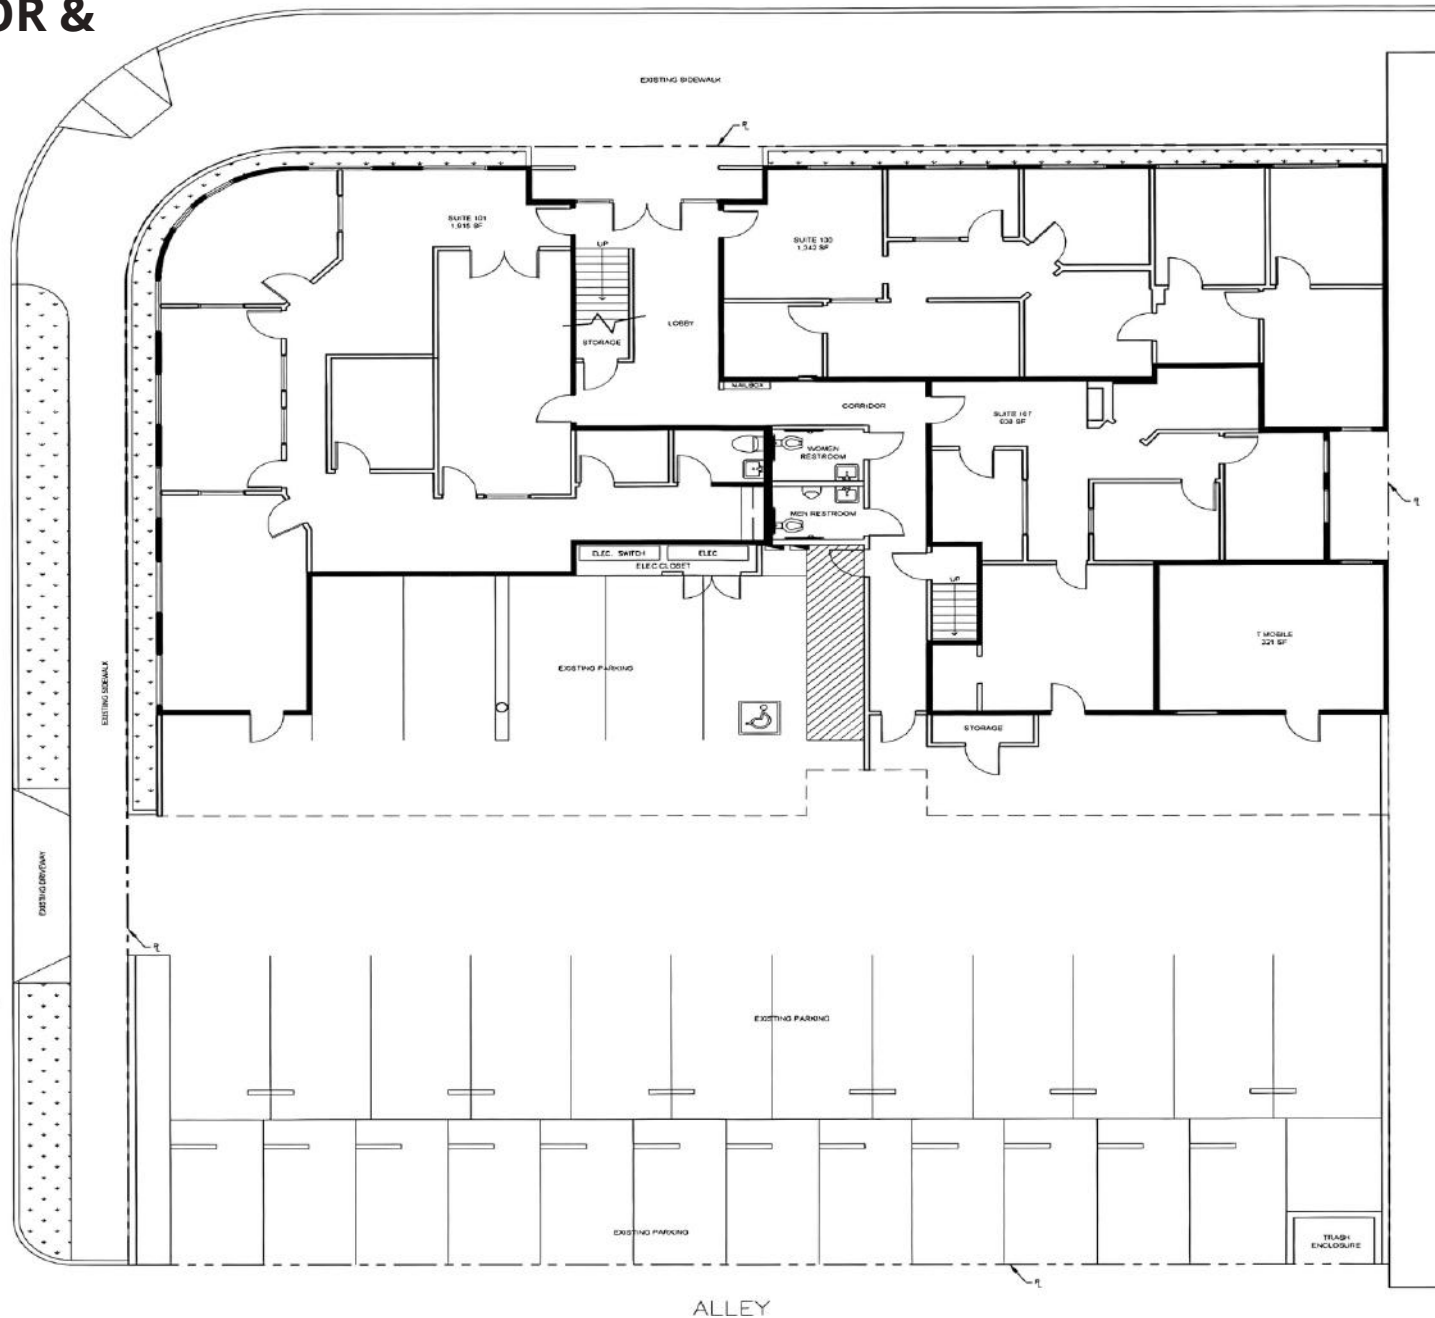 OR &
EXISTING SIDEWALK
SUITE 101
1,915 SF
UP
STORAGE
LOBBY
SUITE 100
1,242 SF
MAILBOX
CORRIDOR
SUITE 107
WOMEN
RESTROOM
MEN RESTROOM
ELEC. SWITCH
ELEC
ELEC CLOSET
UP
T MOBILE
EXISTING PARKING
STORAGE
EXISTING SIDEWALK
EXISTING DRIVEWAY
EXISTING PARKING
EXISTING PARKING
TRASH
ENCLOSURE
ALLEY